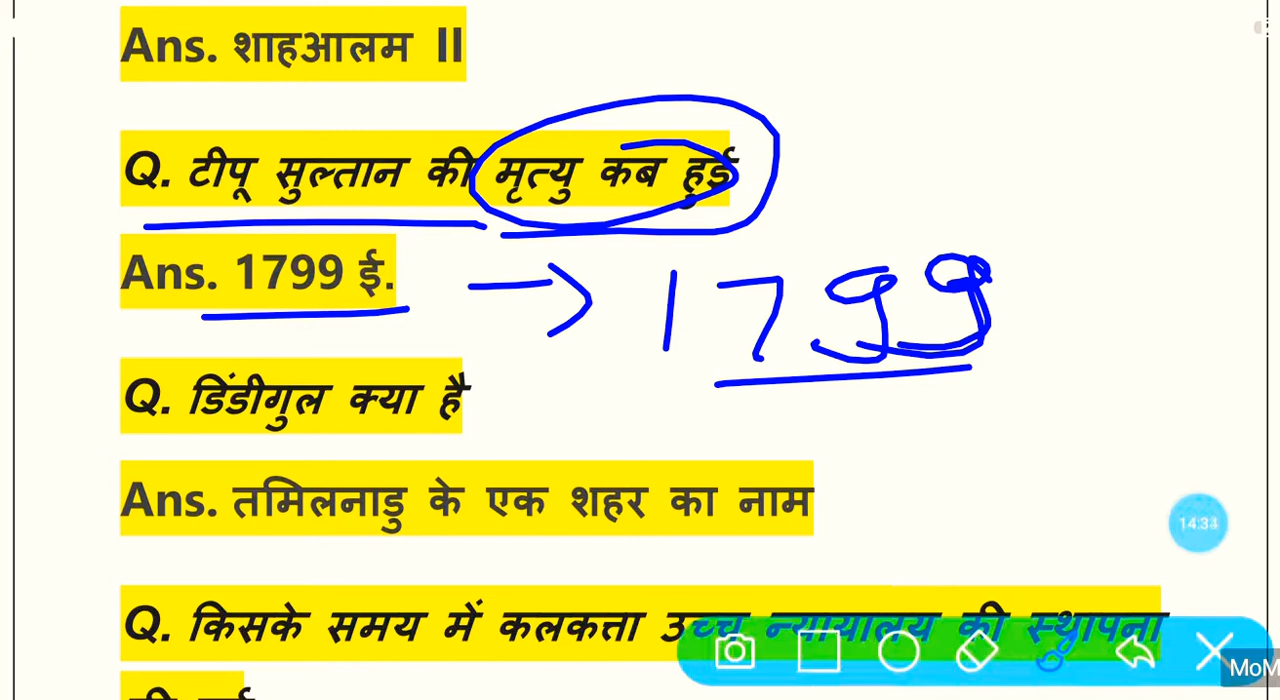 Ans. शाहआलम II
Q. टीपू सुल्तान की मृत्यु कब हुई
Ans. 1799 ई. → 1799
Q. डिंडीगुल क्या है
Ans. तमिलनाडु के एक शहर का नाम
14:34
Q. किसके समय में कलकत्ता उच्च न्यायालय की स्थापना
MoM